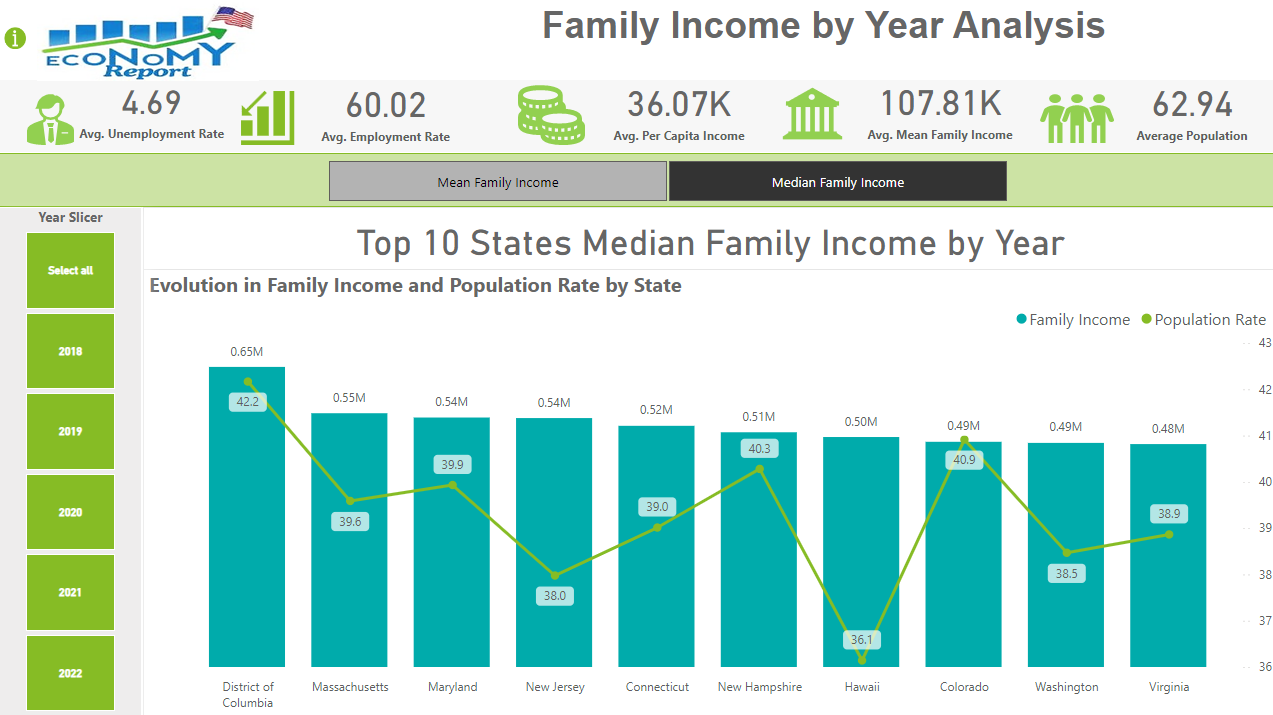 i
ECONOMY
Report
Family Income by Year Analysis
4.69
Avg. Unemployment Rate
60.02
Avg. Employment Rate
36.07K
Avg. Per Capita Income
107.81K
Avg. Mean Family Income
62.94
Average Population
Mean Family Income
Median Family Income
Year Slicer
Select all
2018
2019
2020
2021
2022
Top 10 States Median Family Income by Year
Evolution in Family Income and Population Rate by State
Family Income
Population Rate
0.65M
0.55M
0.54M
0.54M
0.52M
0.51M
0.50M
0.49M
0.49M
0.48M
42.2
39.6
39.9
38.0
39.0
40.3
36.1
40.9
38.5
38.9
43
42
41
40
39
38
37
36
District of
Columbia
Massachusetts
Maryland
New Jersey
Connecticut
New Hampshire
Hawaii
Colorado
Washington
Virginia